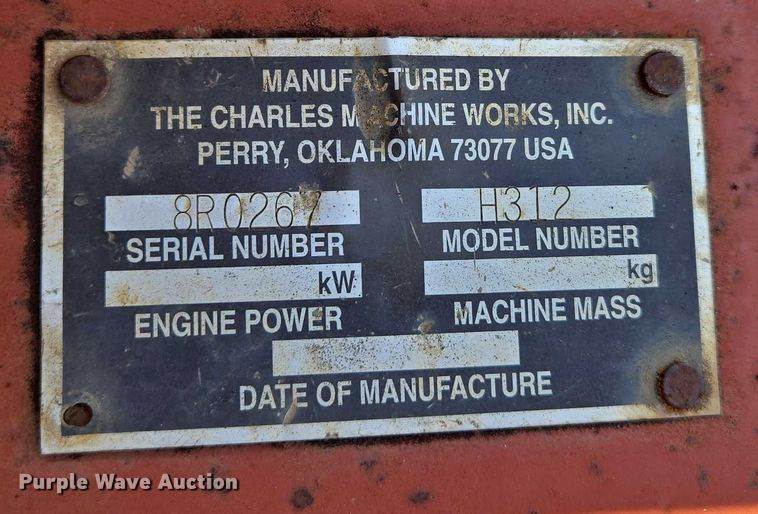 MANUFACTURED BY
THE CHARLES MACHINE WORKS, INC.
PERRY, OKLAHOMA 73077 USA
8R0267 H312
SERIAL NUMBER MODEL NUMBER
kW kg
ENGINE POWER MACHINE MASS
DATE OF MANUFACTURE
Purple Wave Auction